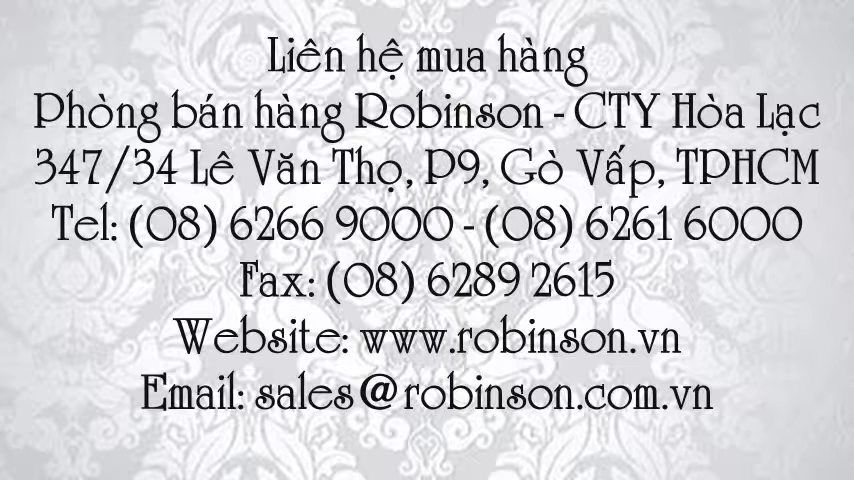 Liên hệ mua hàng
Phòng bán hàng Robinson - CTY Hòa Lạc
347/34 Lê Văn Thọ, P9, Gò Vấp, TPHCM
Tel: (08) 6266 9000 - (08) 6261 6000
Fax: (08) 6289 2615
Website: www.robinson.vn
Email: sales@robinson.com.vn